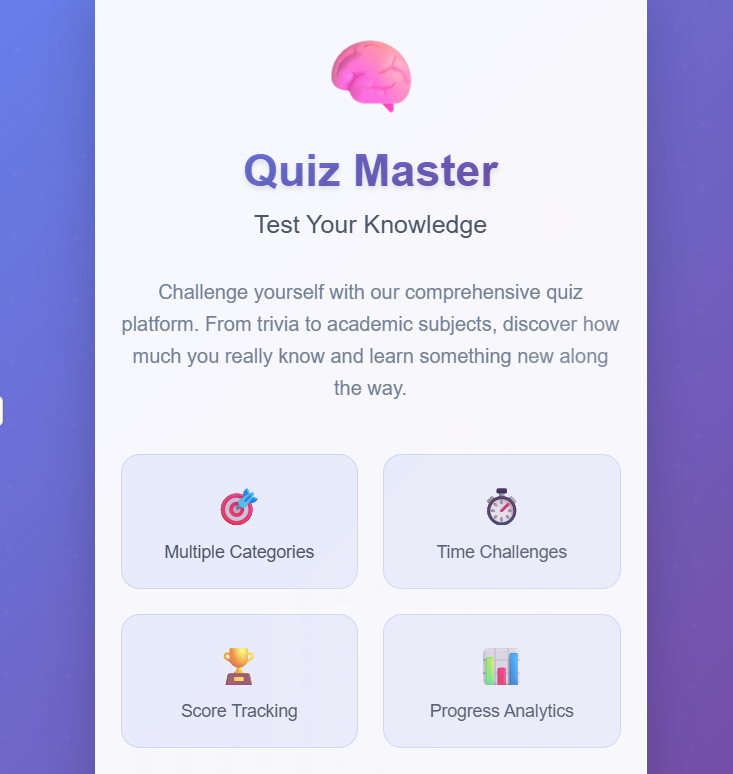 Quiz Master
Test Your Knowledge
Challenge yourself with our comprehensive quiz
platform. From trivia to academic subjects, discover how
much you really know and learn something new along
the way.
Multiple Categories
Time Challenges
Score Tracking
Progress Analytics